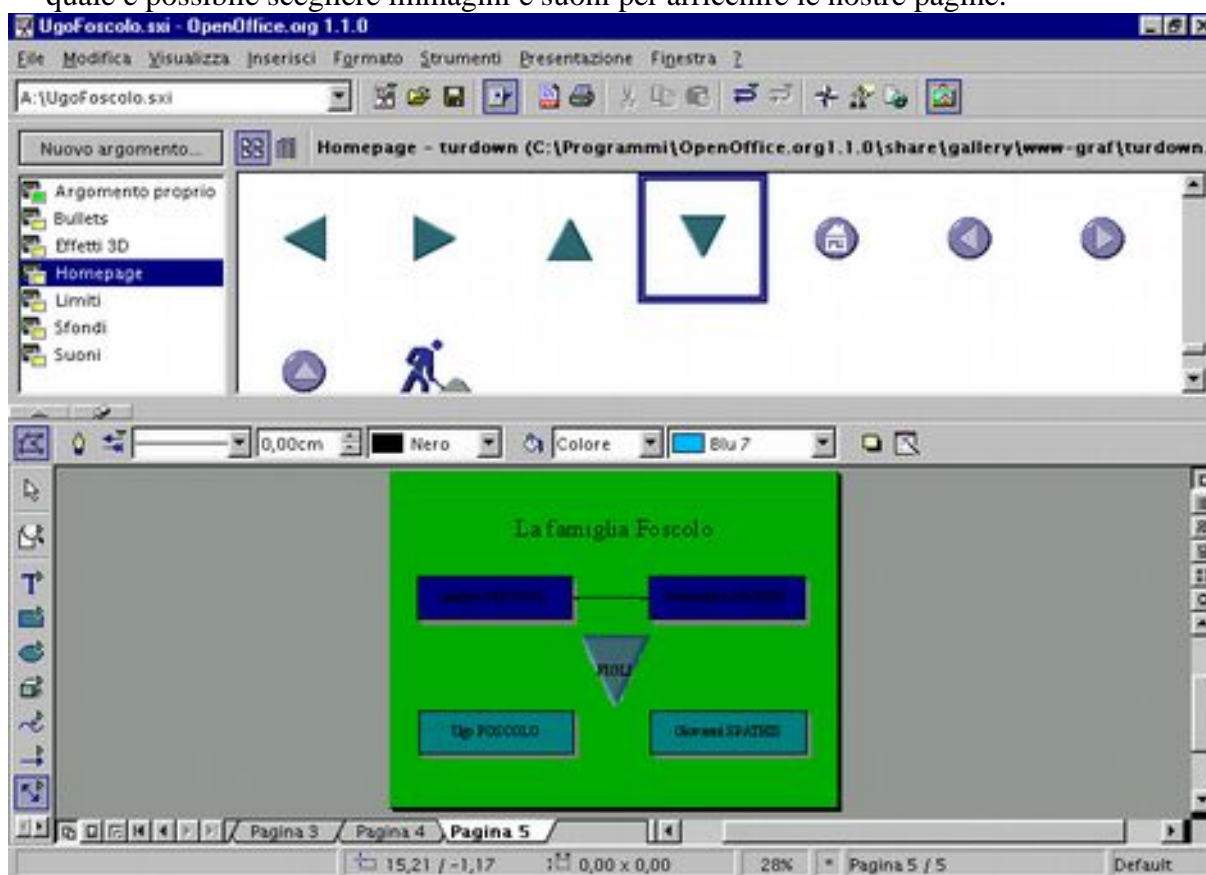 quale è possibile scegliere immagini e suoni per arricchire le nostre pagine.
UgoFoscolo.sxi - OpenOffice.org 1.1.0
File Modifica Visualizza Inserisci Formato Strumenti Presentazione Finestra ?
A:\UgoFoscolo.sxi
Nuovo argomento...
Homepage - turdown (C:\Programmi\OpenOffice.org1.1.0\share\gallery\www-graf\turdown.
Argomento proprio
Bullets
Effetti 3D
Homepage
Limiti
Sfondi
Suoni
0,00cm Nero Colore Blu 7
La famiglia Foscolo
FIGLI
Ugo FOSCOLO Giovanni SPATHIS
Pagina 3 Pagina 4 Pagina 5
15,21 / -1,17 0,00 x 0,00 28% * Pagina 5 / 5 Default